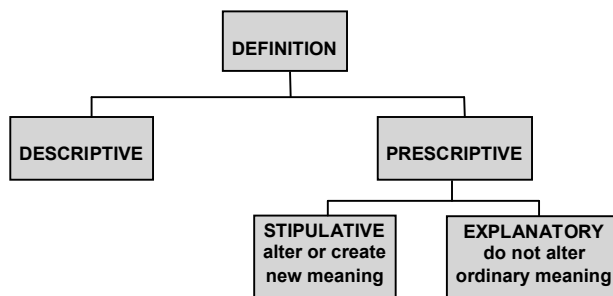 DEFINITION
DESCRIPTIVE
PRESCRIPTIVE
STIPULATIVE
alter or create
new meaning
EXPLANATORY
do not alter
ordinary meaning